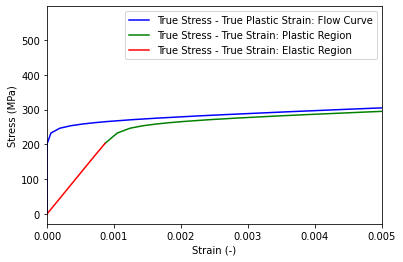 True Stress - True Plastic Strain: Flow Curve
True Stress - True Strain: Plastic Region
True Stress - True Strain: Elastic Region
Stress (MPa)
500
400
300
200
100
0
0.000 0.001 0.002 0.003 0.004 0.005
Strain (-)